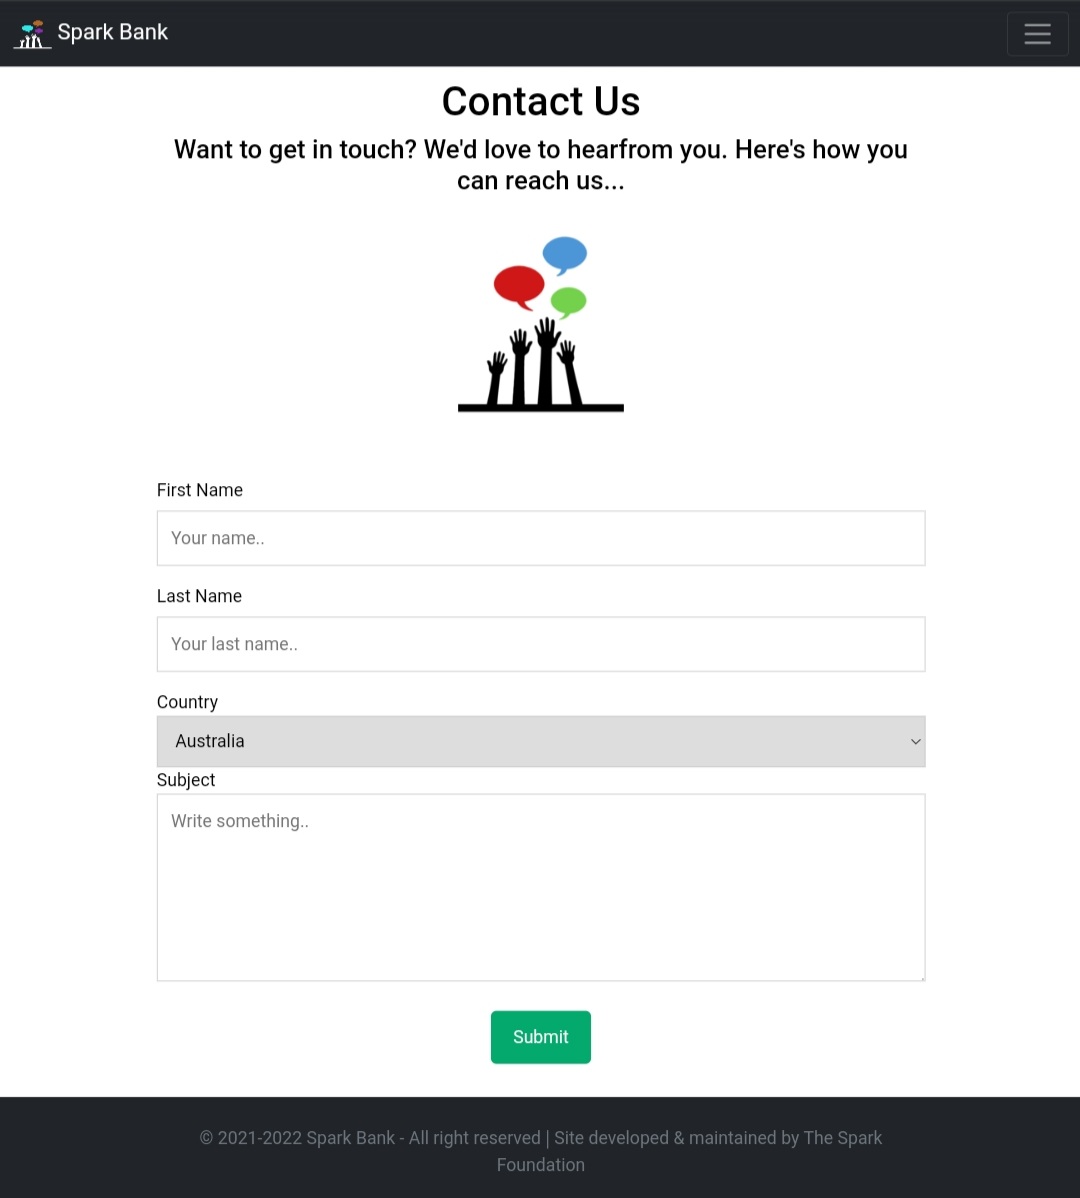 Spark Bank
Contact Us
Want to get in touch? We'd love to hearfrom you. Here's how you
can reach us...
First Name
Your name..
Last Name
Your last name..
Country
Australia
Subject
Write something..
Submit
© 2021-2022 Spark Bank - All right reserved | Site developed & maintained by The Spark
Foundation